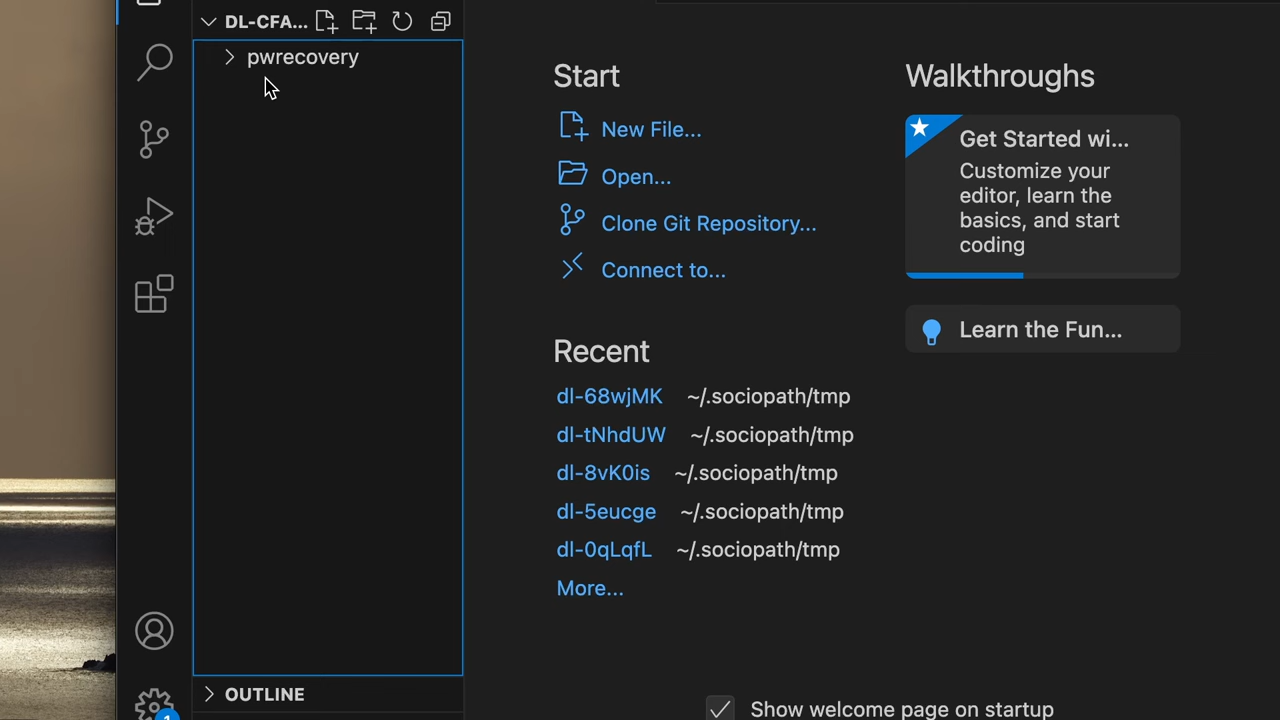 DL-CFA...
pwrecovery
OUTLINE
1
Start
New File...
Open...
Clone Git Repository...
Connect to...
Recent
dl-68wjMK ~/.sociopath/tmp
dl-tNhdUW ~/.sociopath/tmp
dl-8vK0is ~/.sociopath/tmp
dl-5eucge ~/.sociopath/tmp
dl-0qLqfL ~/.sociopath/tmp
More...
Walkthroughs
Get Started wi...
Customize your
editor, learn the
basics, and start
coding
Learn the Fun...
Show welcome page on startup